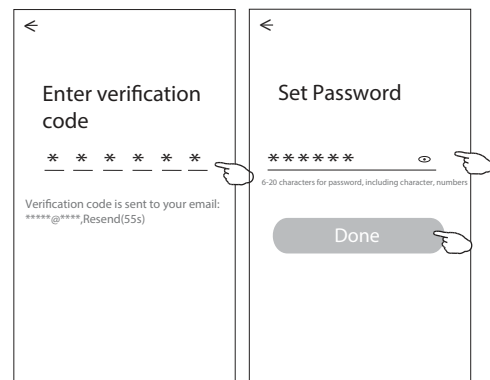 Enter verification
code
* * * * * *
Verification code is sent to your email:
*****@****,Resend(55s)
Set Password
******
6-20 characters for password, including character, numbers
Done